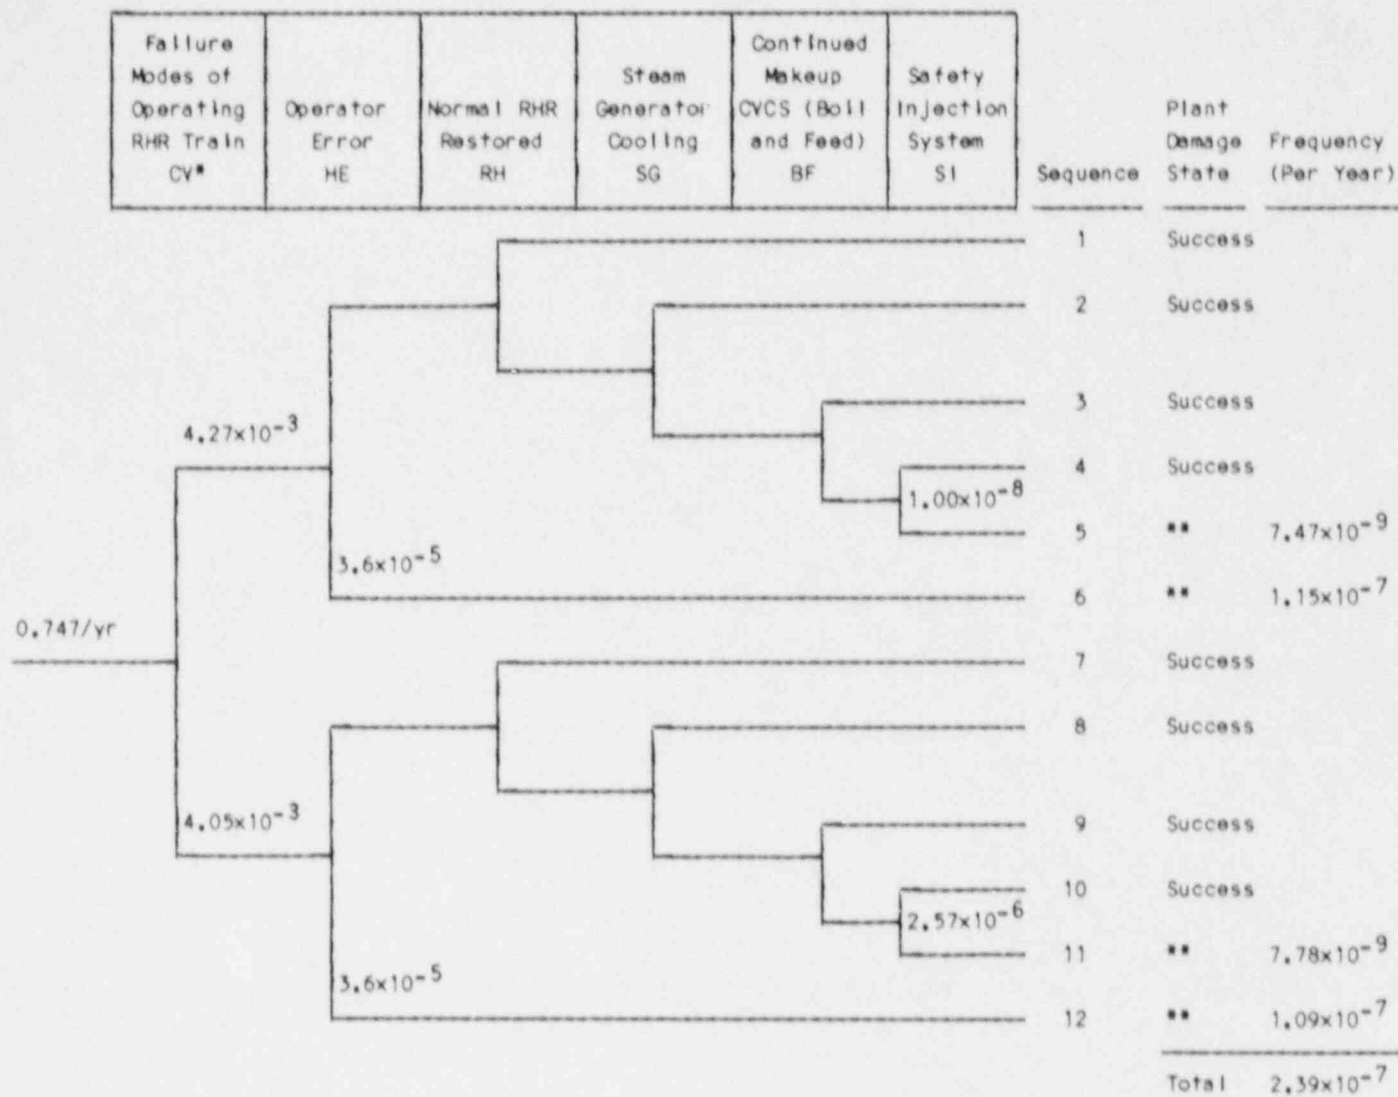 Failure Modes of Operating RHR Train CV*
Operator Error HE
Normal RHR Restored RH
Steam Generator Cooling SG
Continued Makeup CVCS (Boil and Feed) BF
Safety Injection System SI
Sequence
Plant Damage State
Frequency (Per Year)
1 Success
2 Success
3 Success
4.27x10-3
4 Success
1.00x10-8
5 ** 7.47x10-9
3.6x10-5
6 ** 1.15x10-7
0.747/yr
7 Success
8 Success
4.05x10-3
9 Success
10 Success
2.57x10-6
11 ** 7.78x10-9
3.6x10-5
12 ** 1.09x10-7
Total 2.39x10-7